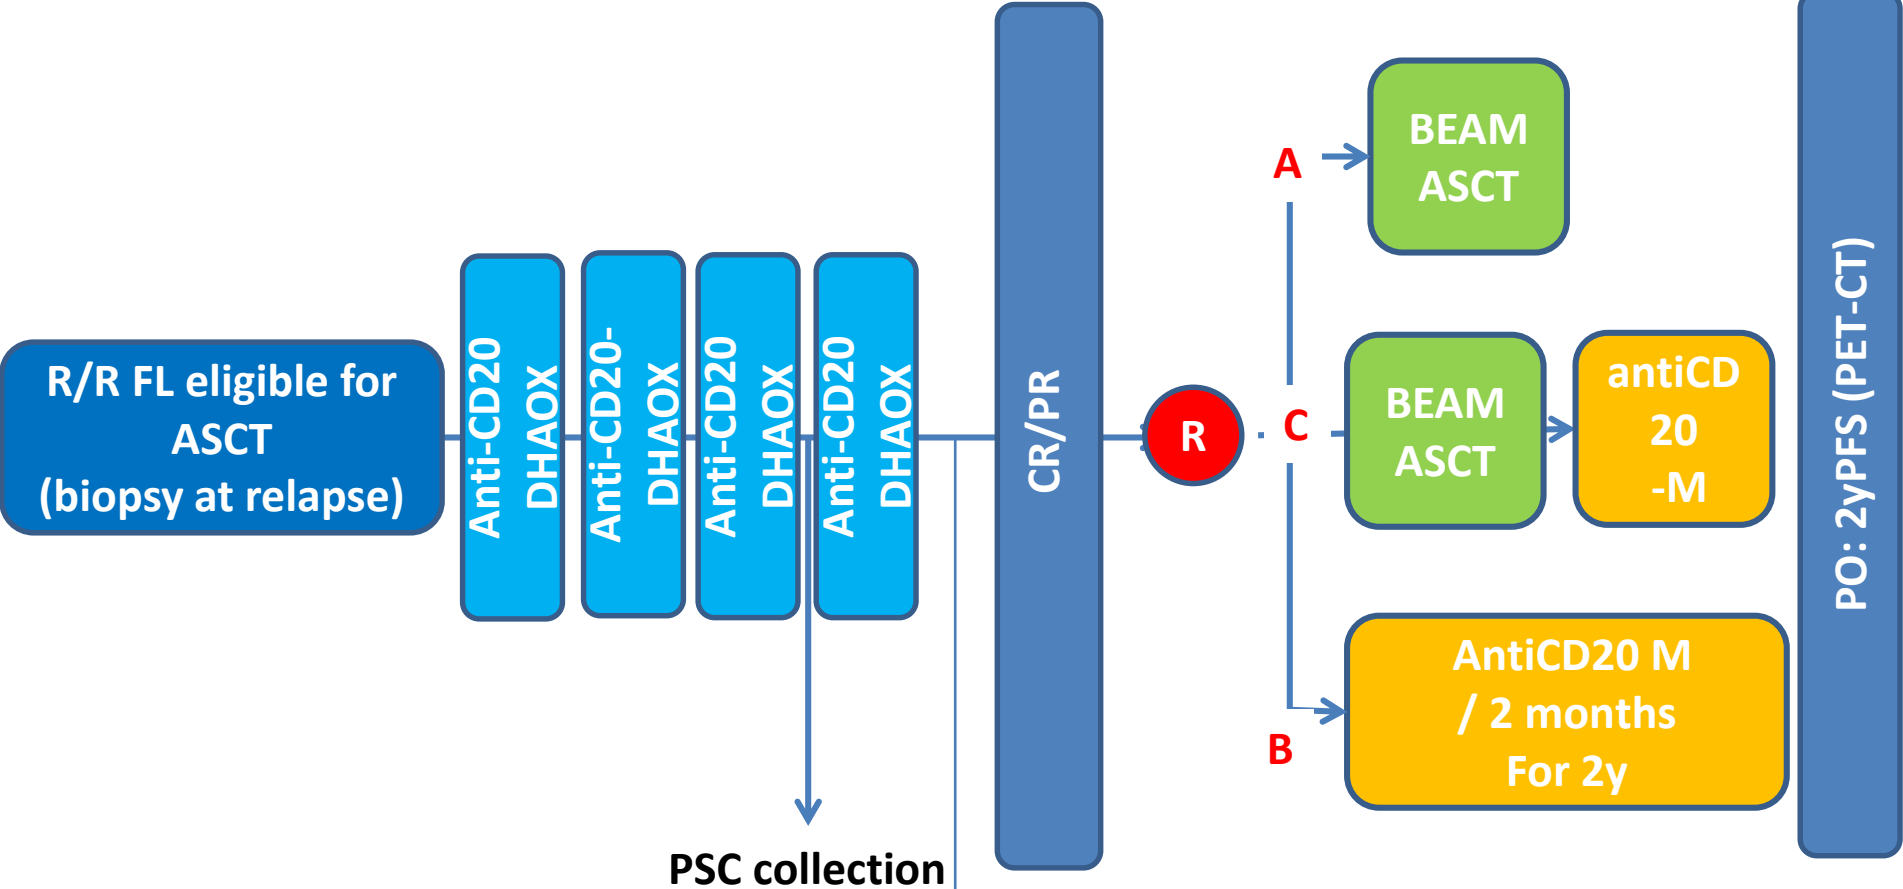 R/R FL eligible for
ASCT
(biopsy at relapse)
Anti-CD20
DHAOX
Anti-CD20-
DHAOX
Anti-CD20
DHAOX
Anti-CD20
DHAOX
PSC collection
CR/PR
R
A
BEAM
ASCT
C
BEAM
ASCT
antiCD
20
-M
B
AntiCD20 M
/ 2 months
For 2y
PO: 2yPFS (PET-CT)